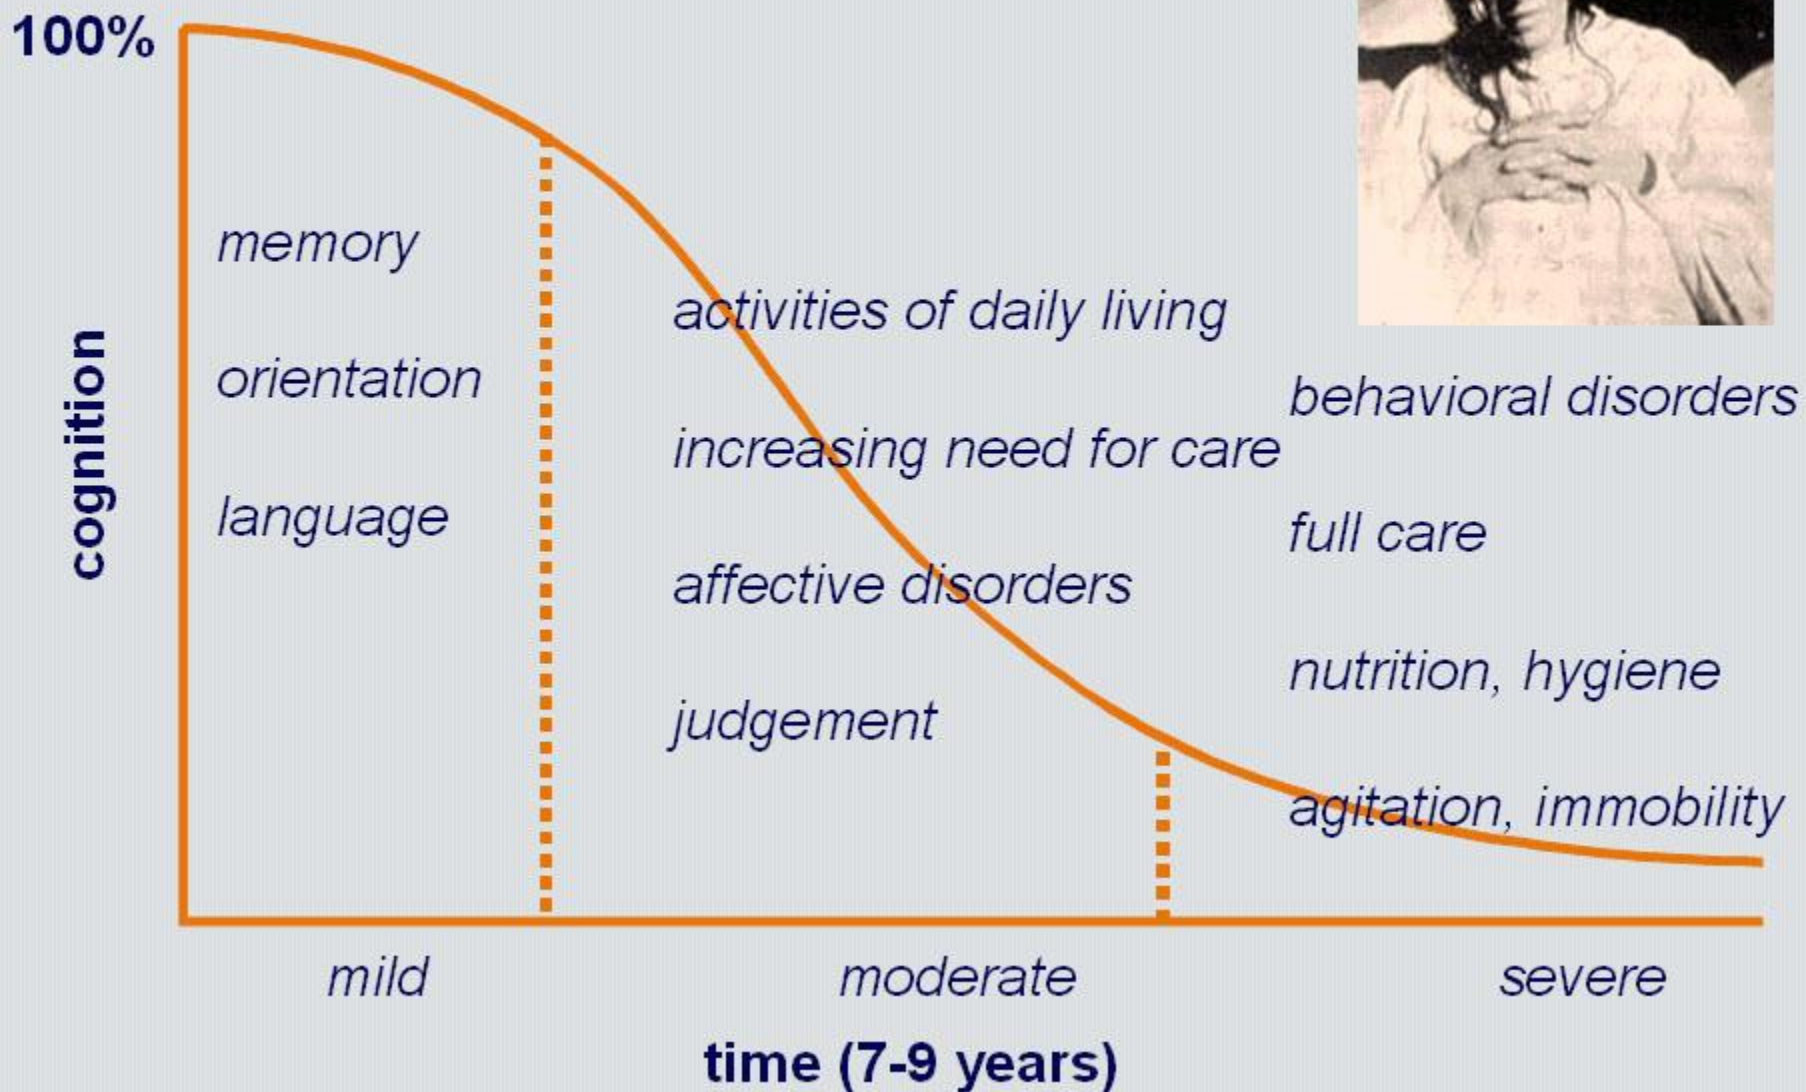 100%
cognition
memory
orientation
language
activities of daily living
increasing need for care
affective disorders
judgement
behavioral disorders
full care
nutrition, hygiene
agitation, immobility
mild
moderate
severe
time (7-9 years)